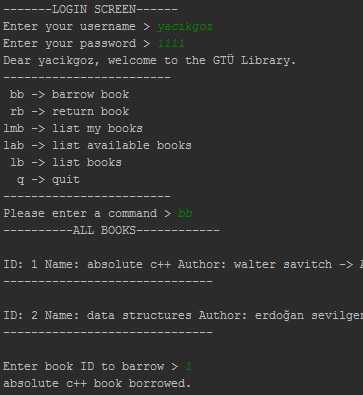 -------LOGIN SCREEN------
Enter your username > yacikgoz
Enter your password > 1111
Dear yacikgoz, welcome to the GTÜ Library.
------------------------
bb -> barrow book
rb -> return book
lmb -> list my books
lab -> list available books
lb -> list books
q -> quit
------------------------
Please enter a command > bb
----------ALL BOOKS------------
ID: 1 Name: absolute c++ Author: walter savitch ->
------------------------------
ID: 2 Name: data structures Author: erdoğan sevilgen
------------------------------
Enter book ID to barrow > 1
absolute c++ book borrowed.